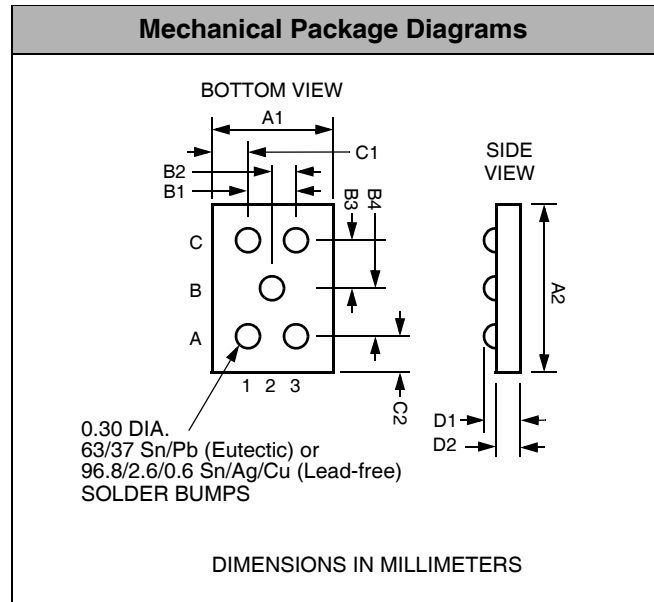 Mechanical Package Diagrams
BOTTOM VIEW
A1
C1
B2
B1
B3
B4
SIDE
VIEW
C
B
A
A2
1 2 3
C2
D1
D2
0.30 DIA.
63/37 Sn/Pb (Eutectic) or
96.8/2.6/0.6 Sn/Ag/Cu (Lead-free)
SOLDER BUMPS
DIMENSIONS IN MILLIMETERS